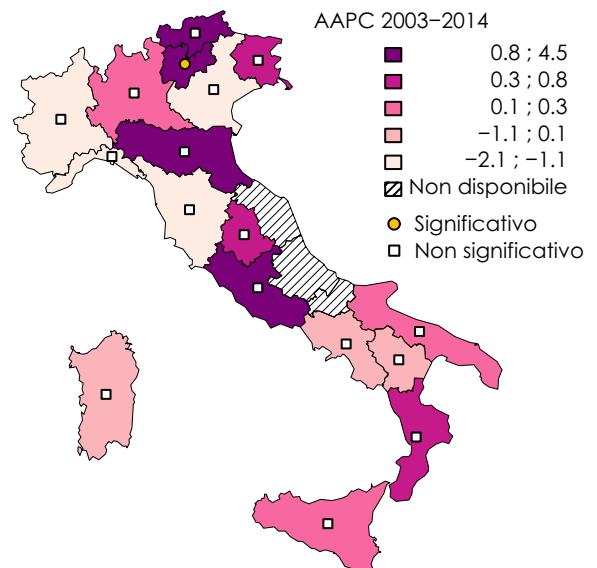 AAPC 2003−2014
0.8 ; 4.5
0.3 ; 0.8
0.1 ; 0.3
−1.1 ; 0.1
−2.1 ; −1.1
Non disponibile
Significativo
Non significativo